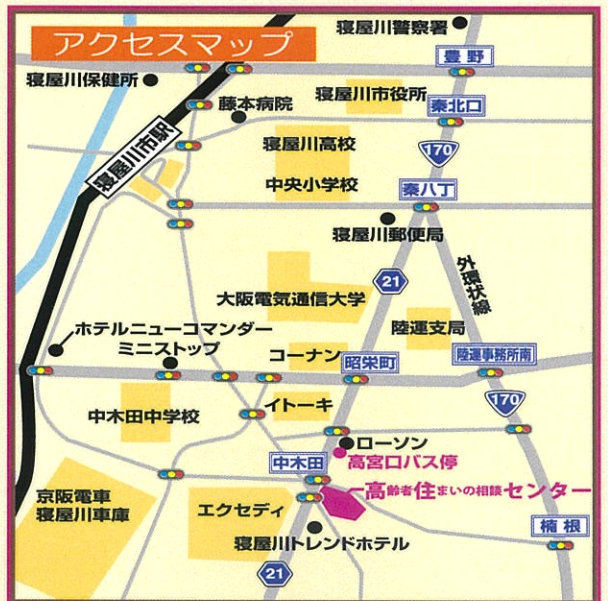 アクセスマップ
寝屋川警察署
豊野
寝屋川保健所
藤本病院
寝屋川市役所
秦北口
寝屋川市駅
寝屋川高校
170
中央小学校
秦八丁
寝屋川郵便局
外環状線
大阪電気通信大学
21
陸運支局
ホテルニューコマンダー
ミニストップ
コーナン
昭栄町
陸運事務所南
中木田中学校
イトーキ
170
ローソン
中木田
高宮口バス停
高齢者住まいの相談センター
京阪電車
寝屋川車庫
エクセディ
楠根
寝屋川トレンドホテル
21